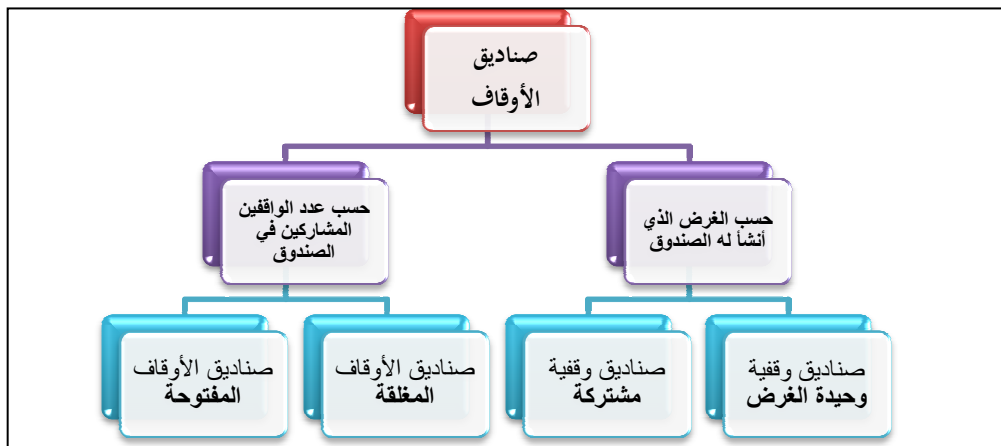 صناديق
الأوقاف
حسب الغرض الذي
أنشأ له الصندوق
حسب عدد الواقفين
المشاركين في
الصندوق
صناديق وقفية
وحيدة الغرض
صناديق وقفية
مشتركة
صناديق الأوقاف
المغلقة
صناديق الأوقاف
المفتوحة